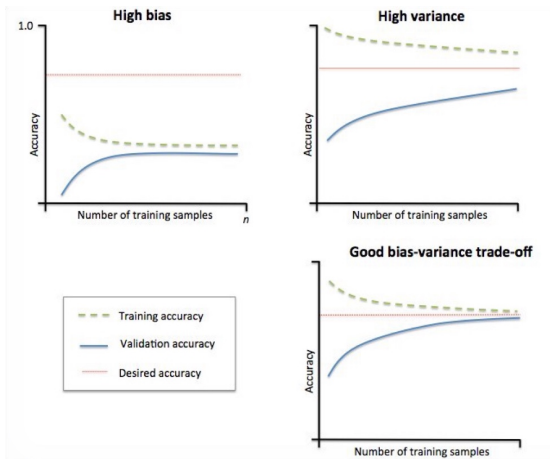 High bias
1.0
Accuracy
Number of training samples
n
High variance
Accuracy
Number of training samples
Good bias-variance trade-off
Accuracy
Number of training samples
Training accuracy
Validation accuracy
Desired accuracy